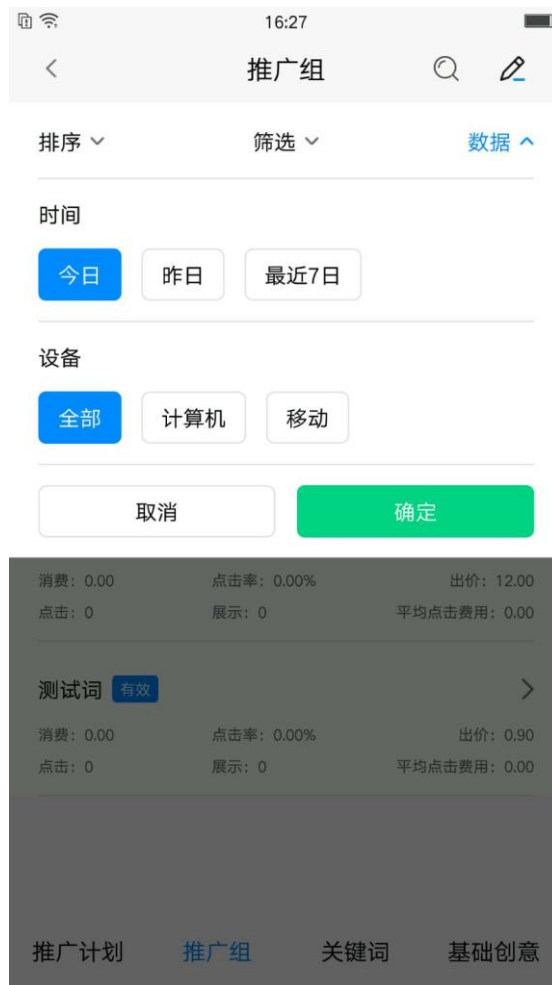 16:27
推广组
排序 筛选 数据
时间
今日 昨日 最近7日
设备
全部 计算机 移动
取消 确定
消费：0.00 点击率：0.00% 出价：12.00
点击：0 展示：0 平均点击费用：0.00
测试词 有效
消费：0.00 点击率：0.00% 出价：0.90
点击：0 展示：0 平均点击费用：0.00
推广计划 推广组 关键词 基础创意